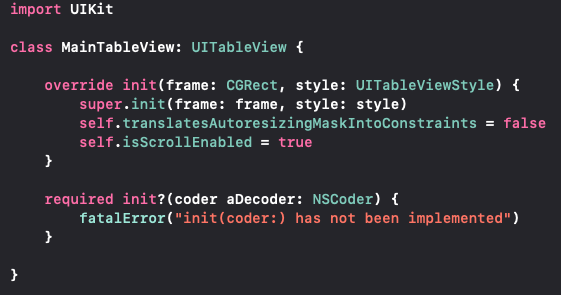 import UIKit
class MainTableView: UITableView {
override init(frame: CGRect, style: UITableViewStyle) {
super.init(frame: frame, style: style)
self.translatesAutoresizingMaskIntoConstraints = false
self.isScrollEnabled = true
}
required init?(coder aDecoder: NSCoder) {
fatalError("init(coder:) has not been implemented")
}
}